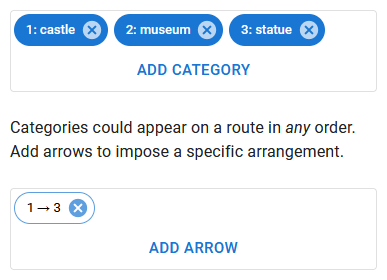 1: castle 2: museum 3: statue
ADD CATEGORY
Categories could appear on a route in any order.
Add arrows to impose a specific arrangement.
1 → 3
ADD ARROW